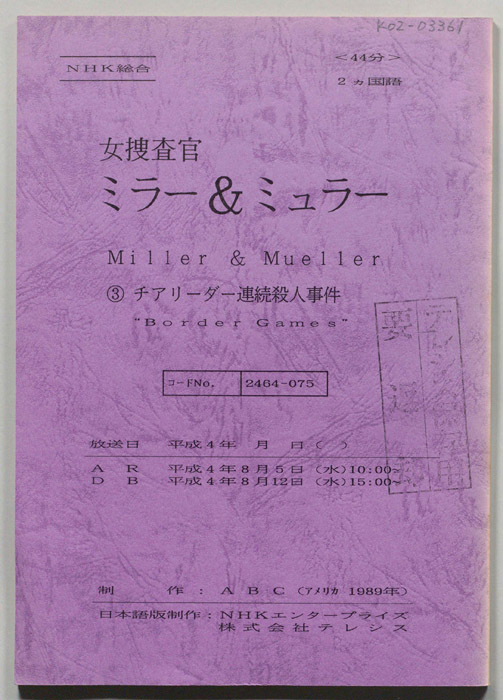 K02-03361
NHK総合
<44分>
2ヵ国語
女捜査官
ミラー&ミュラー
Miller & Mueller
③ チアリーダー連続殺人事件
"Border Games"
コードNo. 2464-075
放送日 平成4年 月 日( )
AR 平成4年8月5日(水)10:00~
DB 平成4年8月12日(水)15:00~
制 作:ABC(アメリカ 1989年)
日本語版制作:NHKエンタープライズ
株式会社テレシス